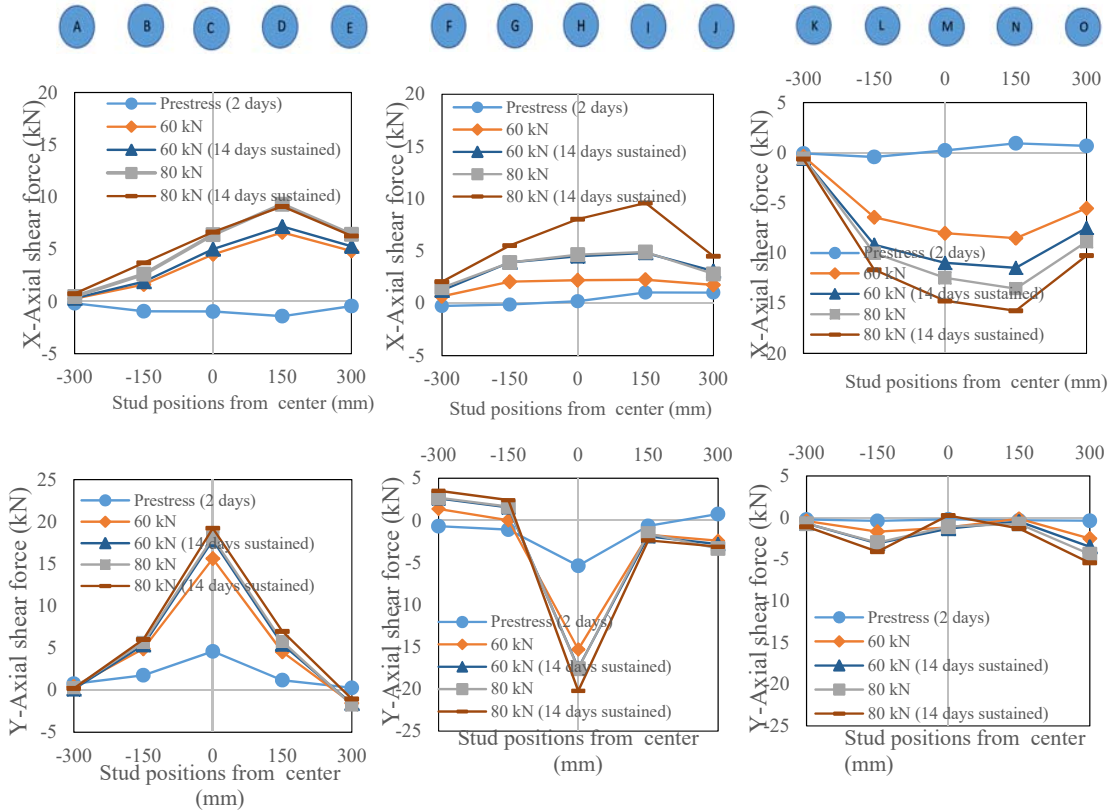 A B C D E F G H I J K L M N O
X-Axial shear force (kN)
20
15
10
5
0
-5
Prestress (2 days)
60 kN
60 kN (14 days sustained)
80 kN
80 kN (14 days sustained)
-300 -150 0 150 300
Stud positions from center (mm)
X-Axial shear force (kN)
20
15
10
5
0
-5
Prestress (2 days)
60 kN
60 kN (14 days sustained)
80 kN
80 kN (14 days sustained)
-300 -150 0 150 300
Stud positions from center (mm)
-300 -150 0 150 300
X-Axial shear force (kN)
5
0
-5
-10
-15
-20
Prestress (2 days)
60 kN
60 kN (14 days sustained)
80 kN
80 kN (14 days sustained)
Stud positions from center (mm)
Y-Axial shear force (kN)
25
20
15
10
5
0
-5
Prestress (2 days)
60 kN
60 kN (14 days sustained)
80 kN
80 kN (14 days sustained)
-300 -150 0 150 300
Stud positions from center
(mm)
-300 -150 0 150 300
Y-Axial shear force (kN)
5
0
-5
-10
-15
-20
-25
Prestress (2 days)
60 kN
60 kN (14 days sustained)
80 kN
80 kN (14 days sustained)
Stud positions from center
(mm)
-300 -150 0 150 300
Y-Axial shear force (kN)
5
0
-5
-10
-15
-20
-25
Prestress (2 days)
60 kN
60 kN (14 days sustained)
80 kN
80 kN (14 days sustained)
Stud positions from center
(mm)